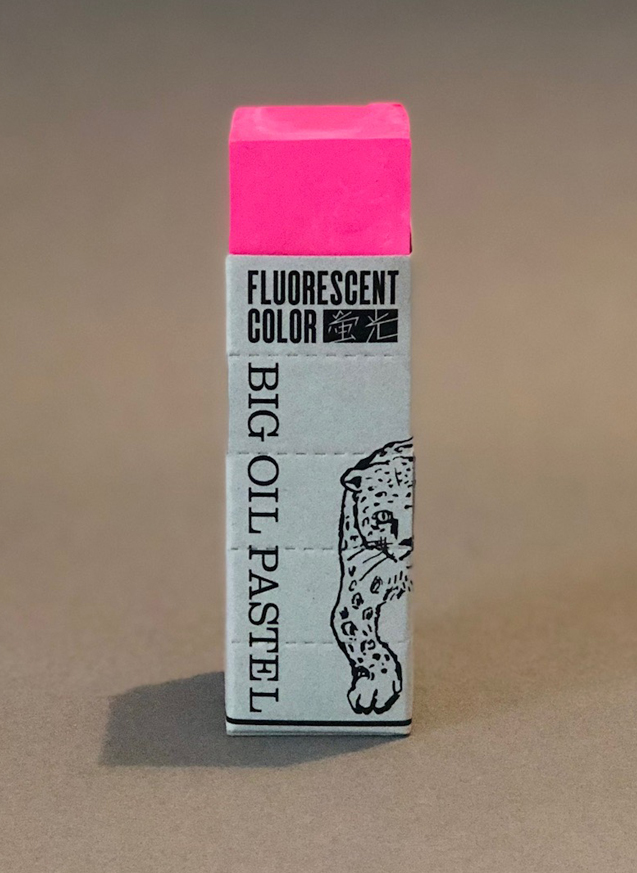 FLUORESCENT
COLOR 蛍光
BIG OIL PASTEL